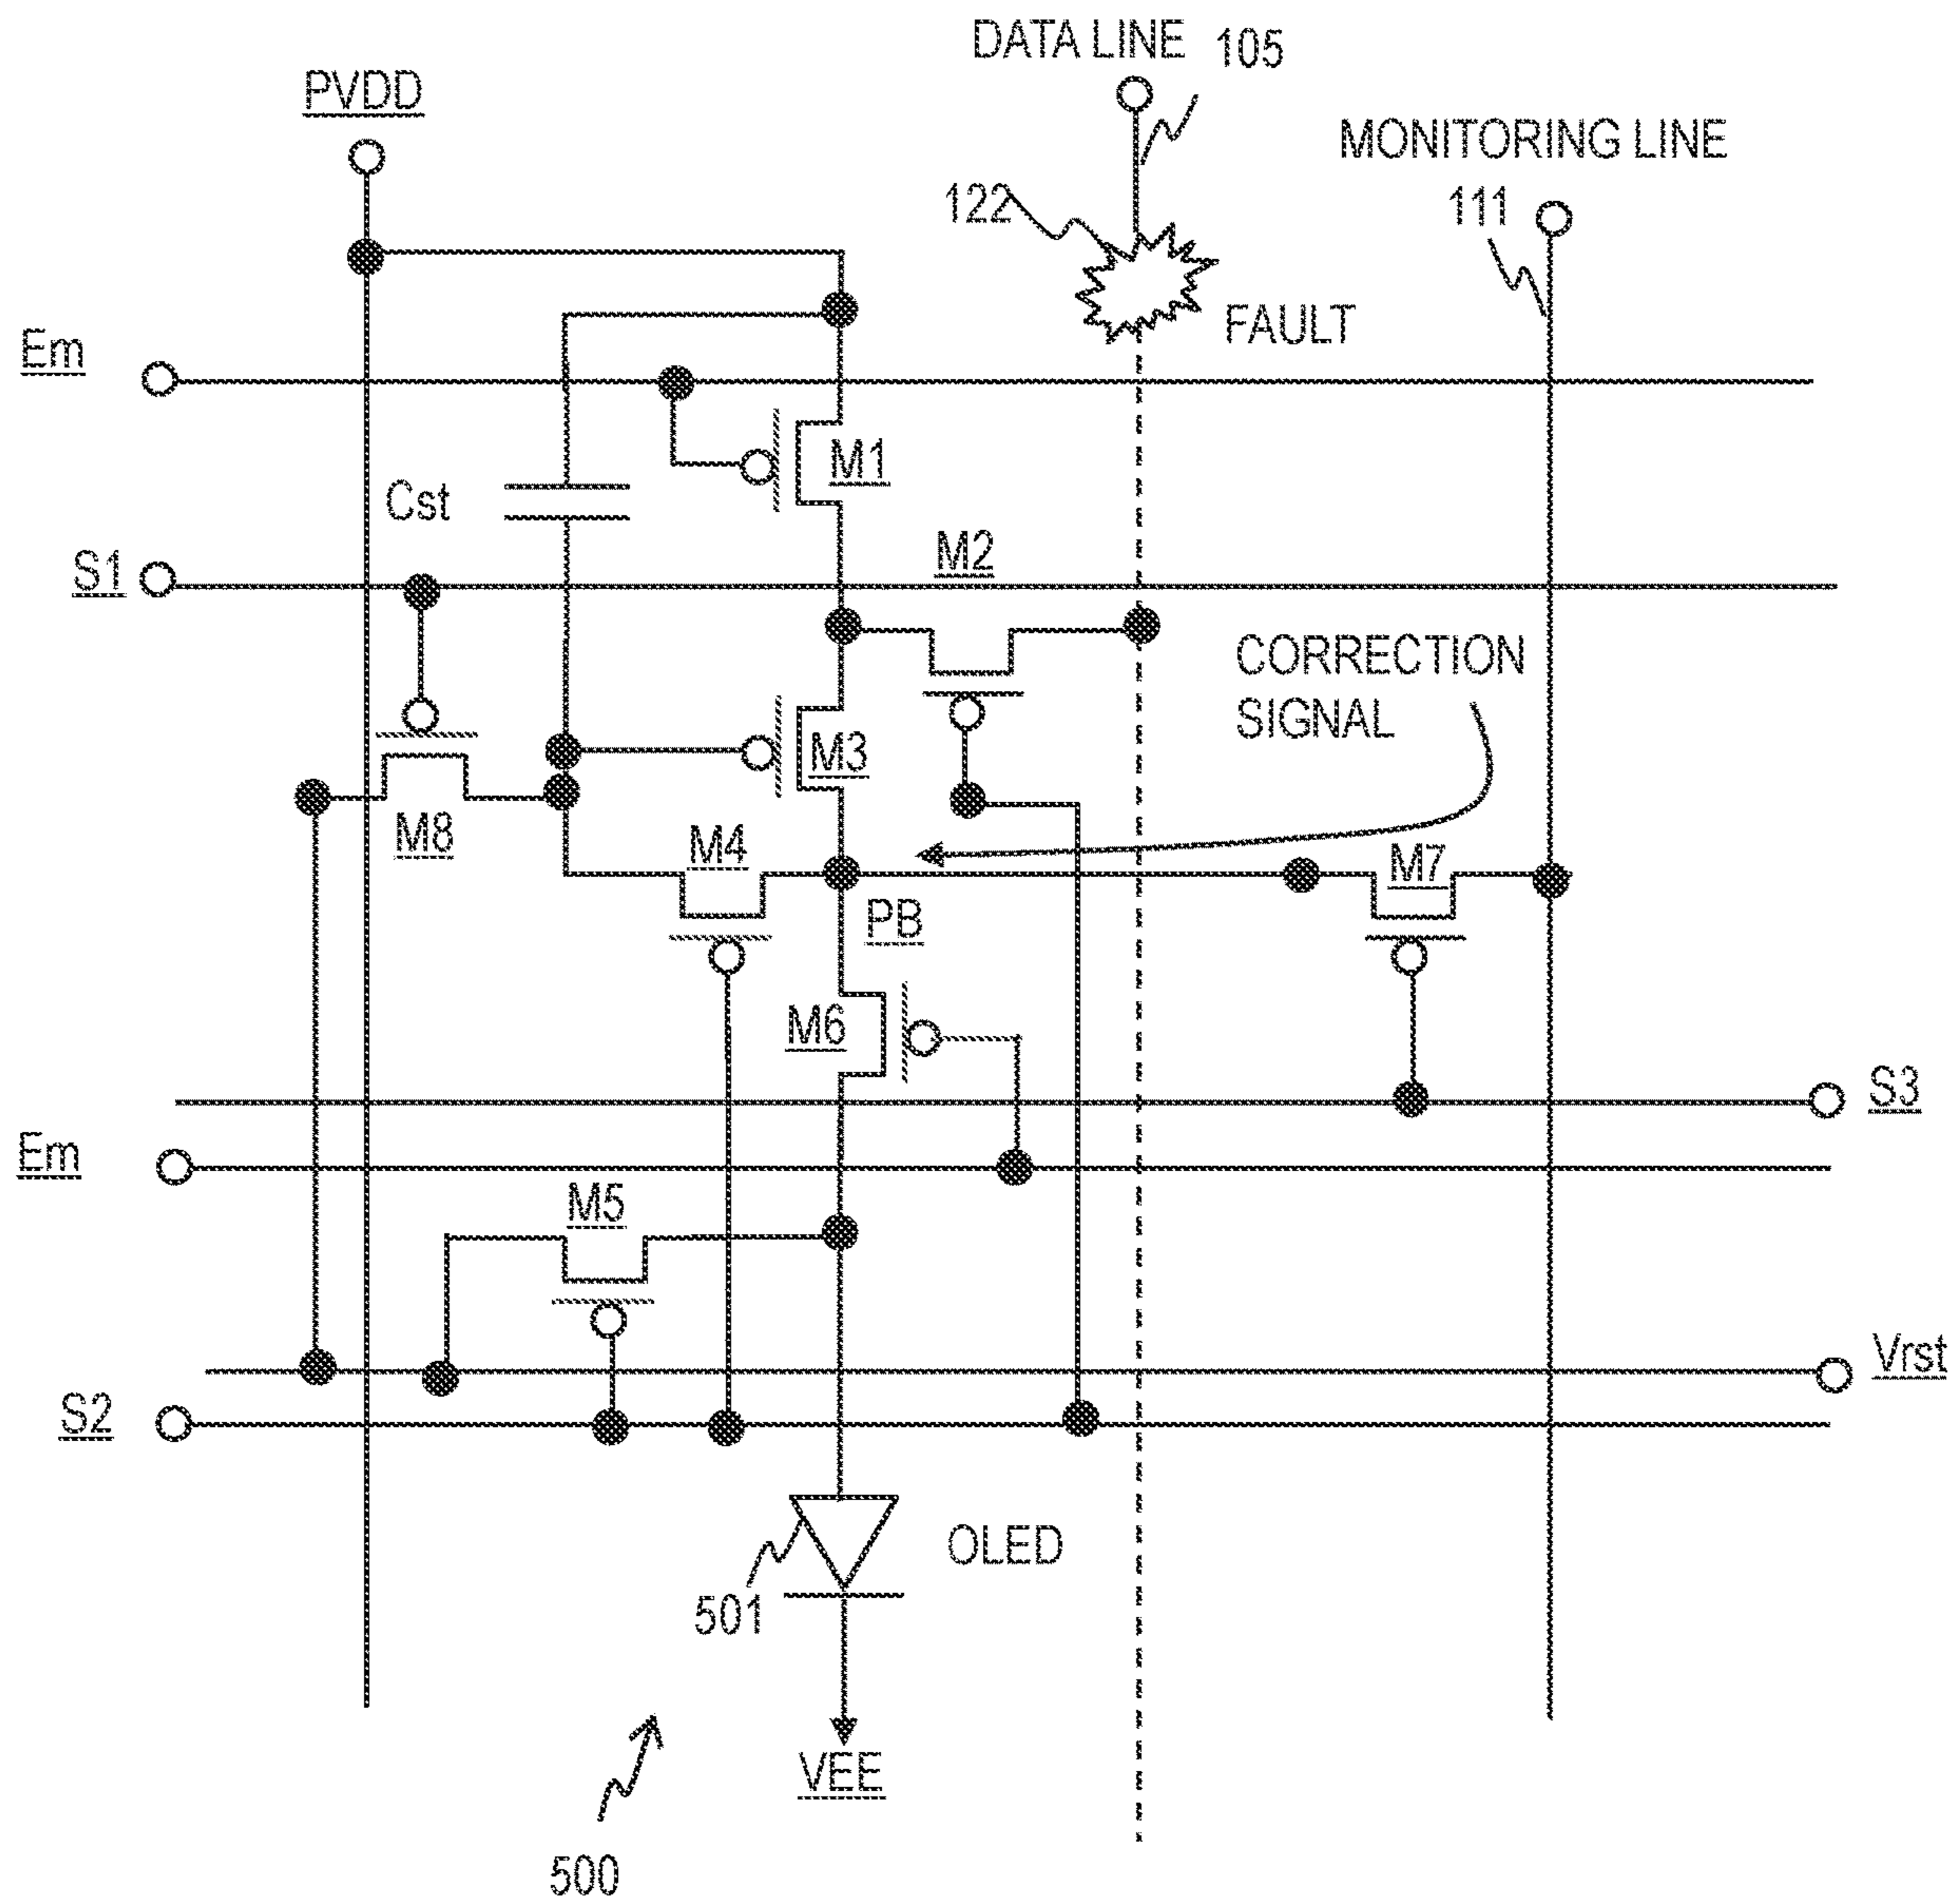 DATA LINE 105
PVDD
MONITORING LINE
122
111
FAULT
Em
M1
Cst
S1
M2
CORRECTION
SIGNAL
M3
M8
M4
M7
PB
M6
S3
Em
M5
Vrst
S2
OLED
501
VEE
500